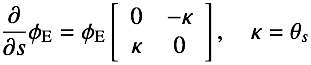 ∂/∂s ϕ_E = ϕ_E [ 0 −κ ; κ 0 ] , κ = θ_s